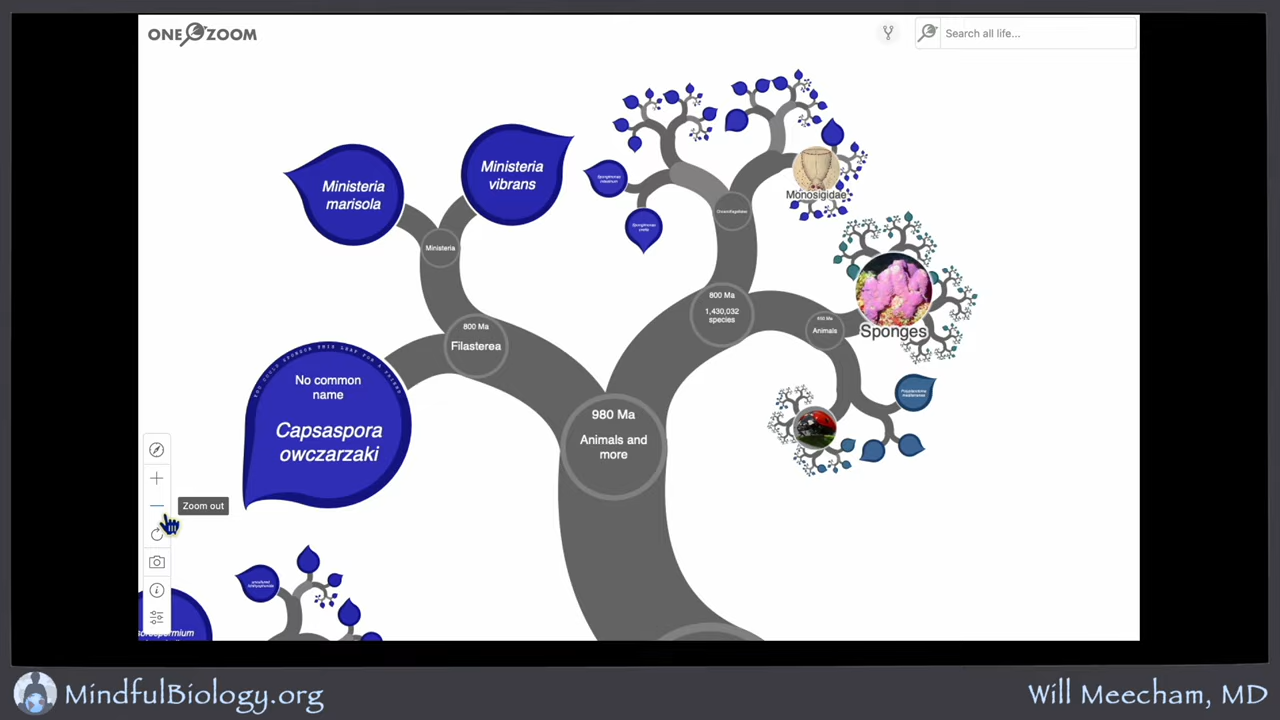 ONEZOOM
Search all life...
Ministeria
marisola
Ministeria
vibrans
Monosigidae
Ministeria
800 Ma
Filasterea
800 Ma
1,430,032
species
Animals
Sponges
No common
name
Capsaspora
owczarzaki
980 Ma
Animals and
more
Zoom out
MindfulBiology.org
Will Meecham, MD